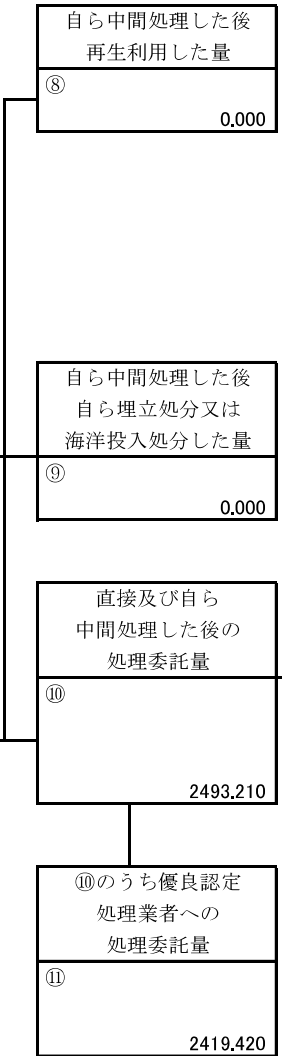 自ら中間処理した後
再生利用した量
⑧
0.000
自ら中間処理した後
自ら埋立処分又は
海洋投入処分した量
⑨
0.000
直接及び自ら
中間処理した後の
処理委託量
⑩
2493.210
⑩のうち優良認定
処理業者への
処理委託量
⑪
2419.420